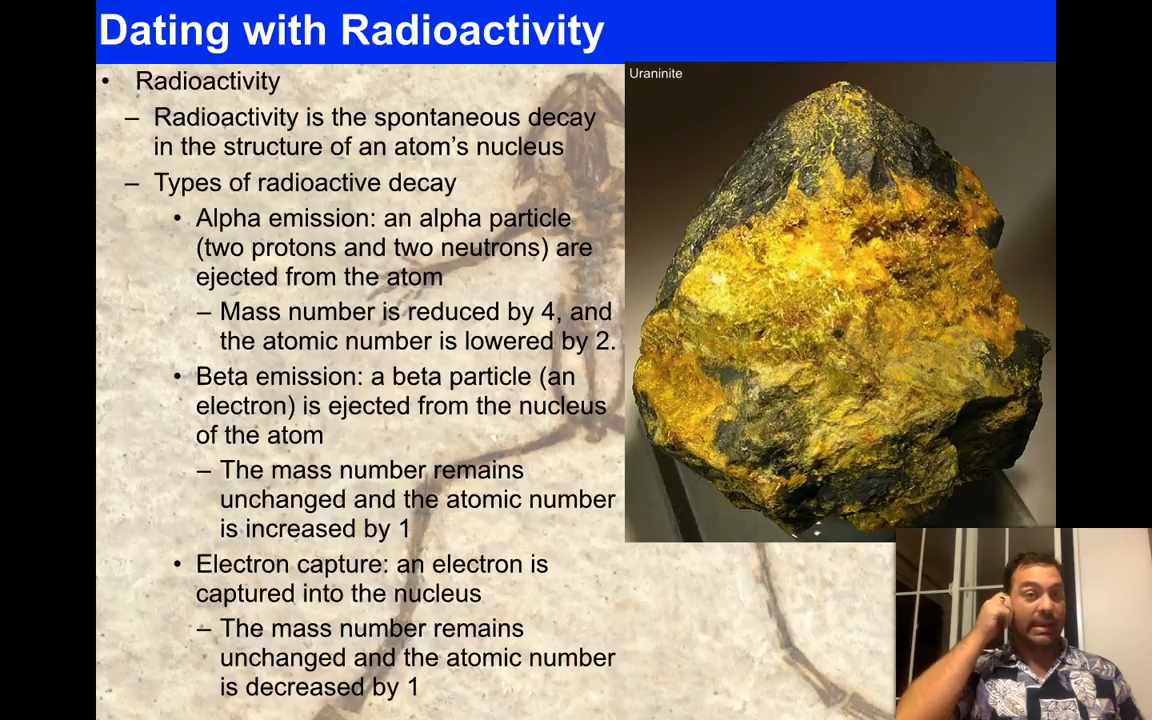 Dating with Radioactivity
• Radioactivity
– Radioactivity is the spontaneous decay
in the structure of an atom’s nucleus
– Types of radioactive decay
• Alpha emission: an alpha particle
(two protons and two neutrons) are
ejected from the atom
– Mass number is reduced by 4, and
the atomic number is lowered by 2.
• Beta emission: a beta particle (an
electron) is ejected from the nucleus
of the atom
– The mass number remains
unchanged and the atomic number
is increased by 1
• Electron capture: an electron is
captured into the nucleus
– The mass number remains
unchanged and the atomic number
is decreased by 1
Uraninite